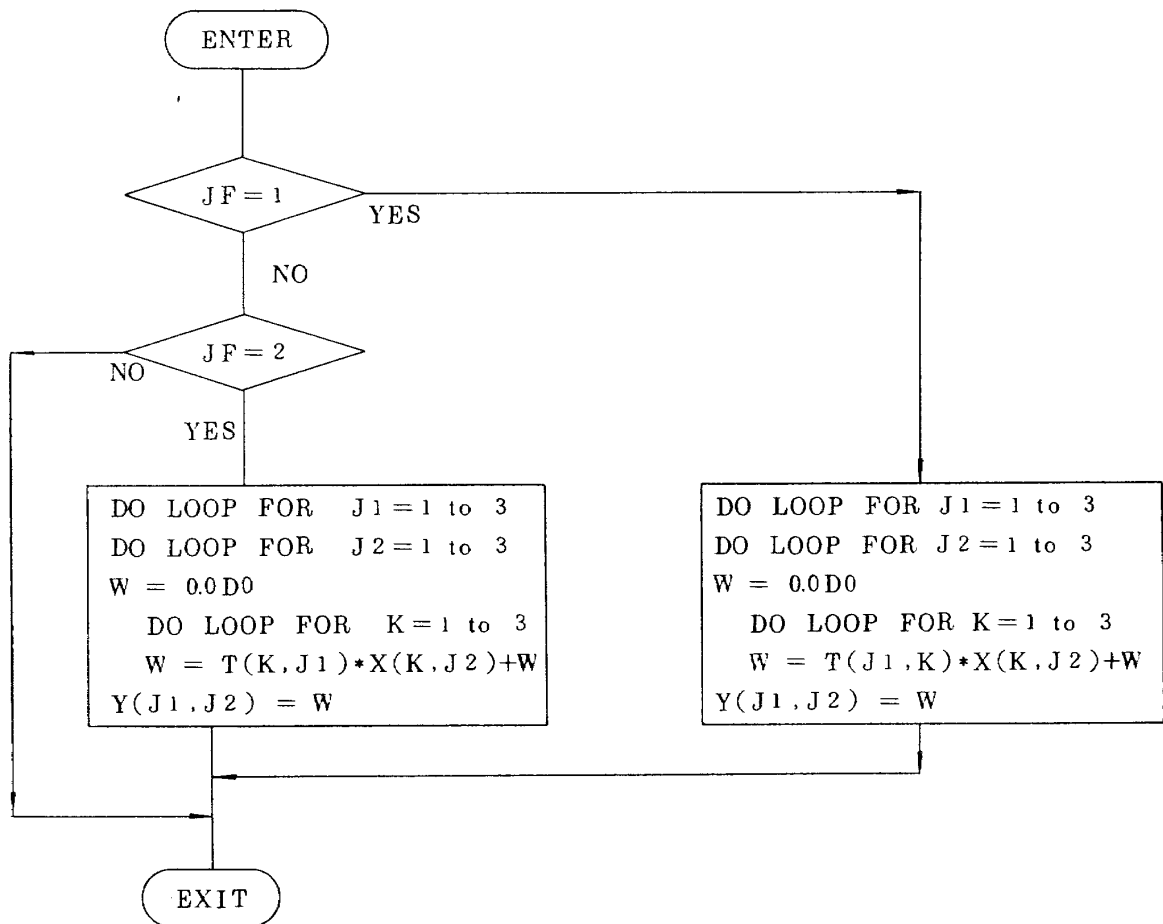 ENTER
JF=1
YES
NO
JF=2
NO
YES
DO LOOP FOR J1=1 to 3
DO LOOP FOR J2=1 to 3
W = 0.0D0
DO LOOP FOR K=1 to 3
W = T(K,J1)*X(K,J2)+W
Y(J1,J2) = W
DO LOOP FOR J1=1 to 3
DO LOOP FOR J2=1 to 3
W = 0.0D0
DO LOOP FOR K=1 to 3
W = T(J1,K)*X(K,J2)+W
Y(J1,J2) = W
EXIT